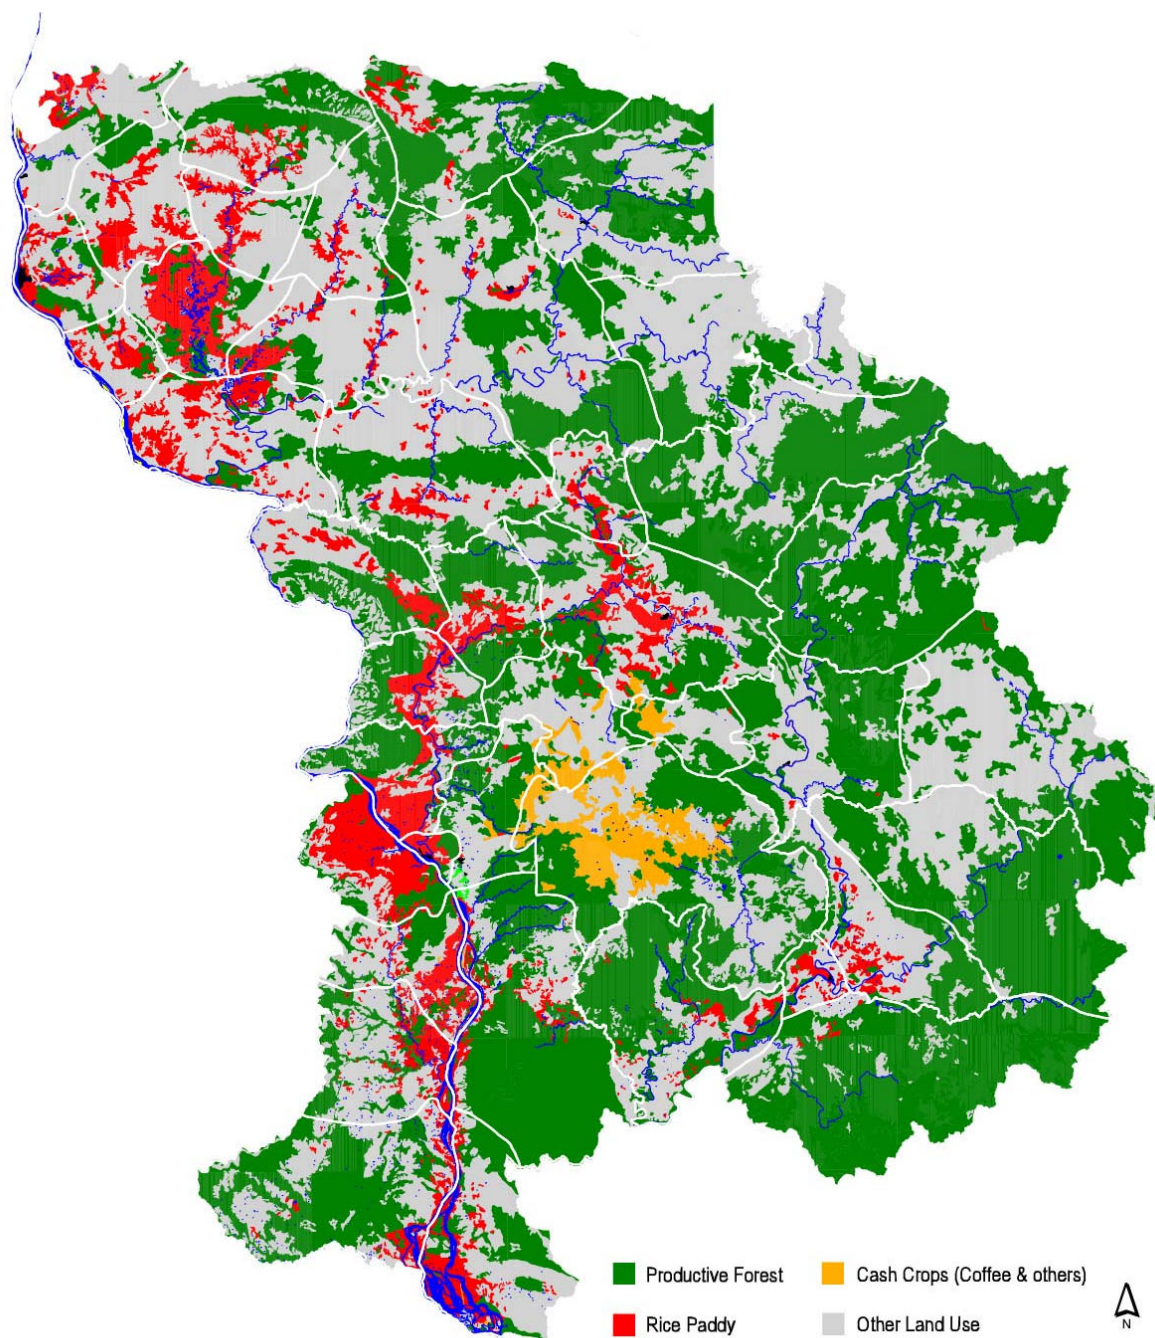 Productive Forest
Cash Crops (Coffee & others)
Rice Paddy
Other Land Use
N